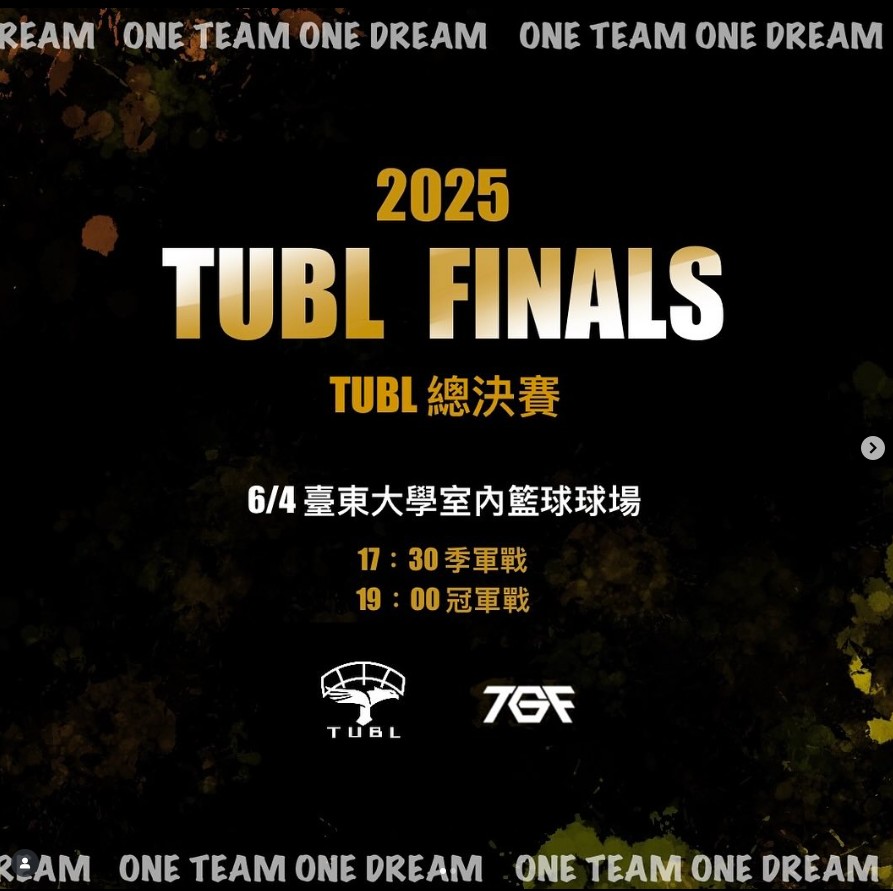 REAM ONE TEAM ONE DREAM ONE TEAM ONE DREAM
2025
TUBL FINALS
TUBL 總決賽
6/4 臺東大學室內籃球球場
17：30 季軍戰
19：00 冠軍戰
TUBL
7GF
REAM ONE TEAM ONE DREAM ONE TEAM ONE DREAM